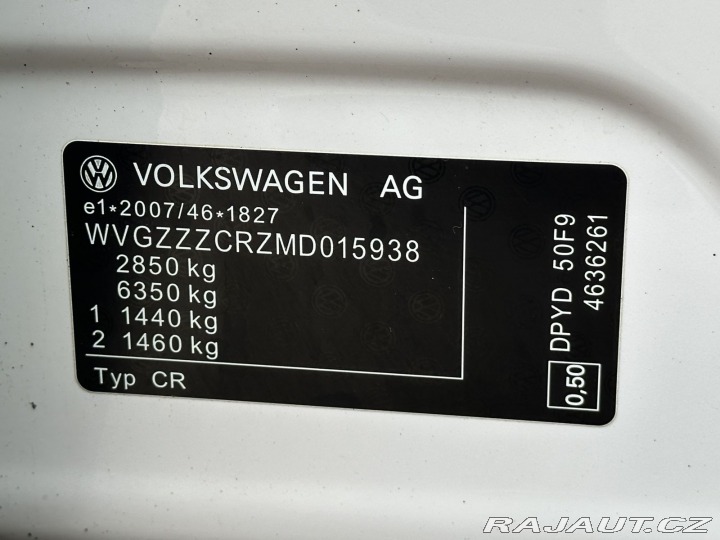 VOLKSWAGEN AG
e1*2007/46*1827
WVGZZZCRZMD015938
2850 kg
6350 kg
1 1440 kg
2 1460 kg
Typ CR
DPYD 50F9
4636261
0,50
RAJAUT.CZ